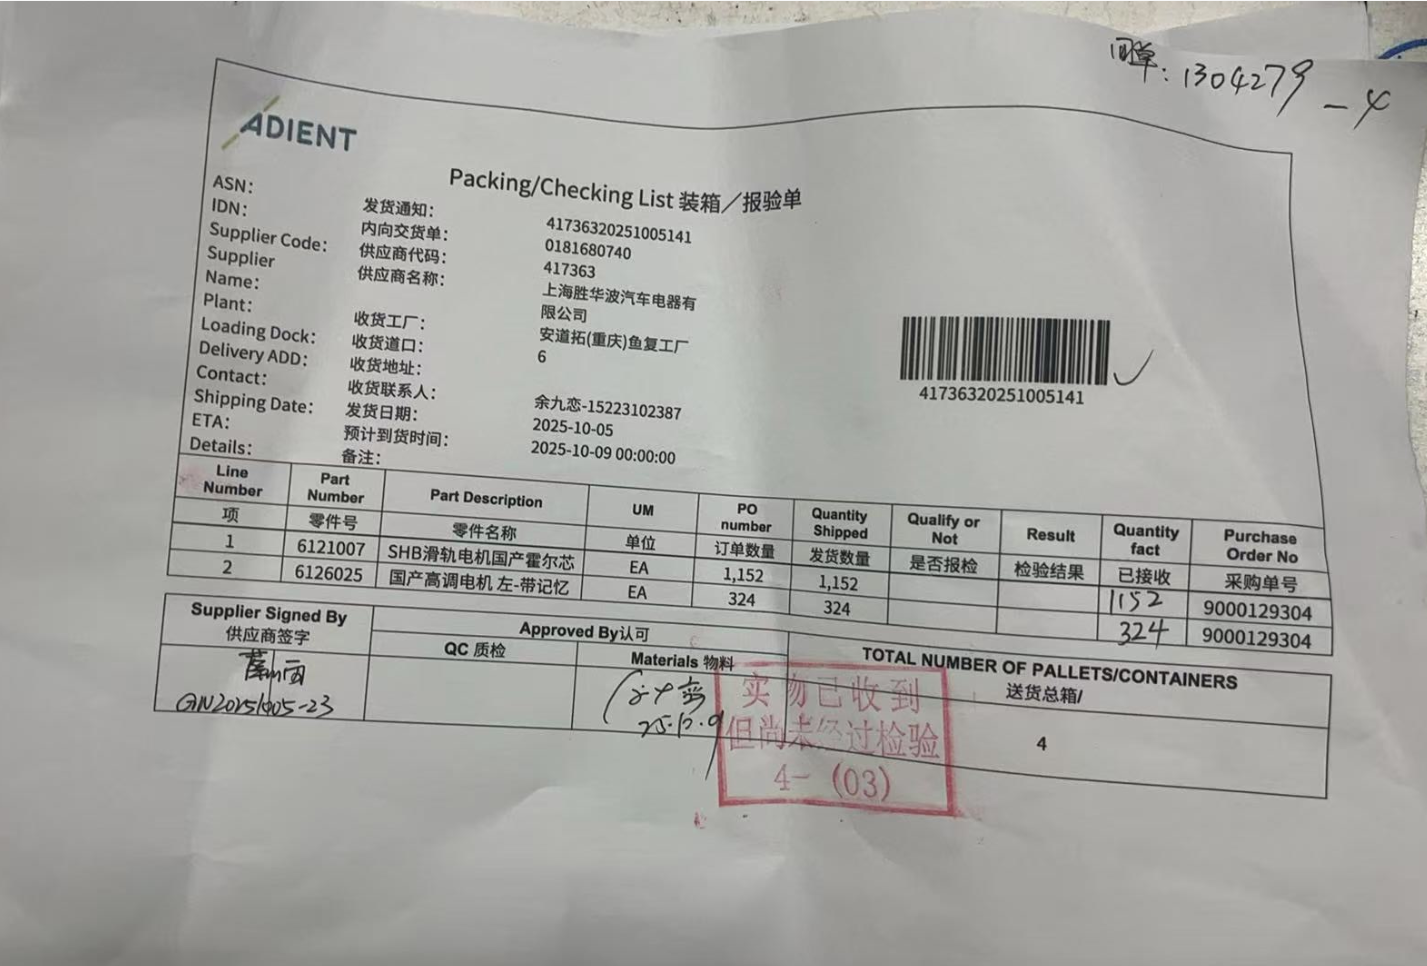 回单：1304279-4
ADIENT
Packing/Checking List 装箱／报验单
ASN： 发货通知： 41736320251005141
IDN： 内向交货单： 0181680740
Supplier Code： 供应商代码： 417363
Supplier Name： 供应商名称： 上海胜华波汽车电器有
限公司
Plant： 收货工厂： 安道拓(重庆)鱼复工厂
Loading Dock： 收货道口： 6
Delivery ADD： 收货地址：
Contact： 收货联系人： 余九恋-15223102387
Shipping Date： 发货日期： 2025-10-05
ETA： 预计到货时间： 2025-10-09 00:00:00
Details： 备注：
41736320251005141
Line Number Part Number Part Description UM PO number Quantity Shipped Qualify or Not Result Quantity fact Purchase Order No
项 零件号 零件名称 单位 订单数量 发货数量 是否报检 检验结果 已接收 采购单号
1 6121007 SHB滑轨电机国产霍尔芯 EA 1,152 1,152 1152 9000129304
2 6126025 国产高调电机 左-带记忆 EA 324 324 324 9000129304
Supplier Signed By
供应商签字
Approved By认可
QC 质检
Materials 物料
TOTAL NUMBER OF PALLETS/CONTAINERS
送货总箱/
4
GN20251005-23
实物已收到
但尚未经过检验
4-（03）